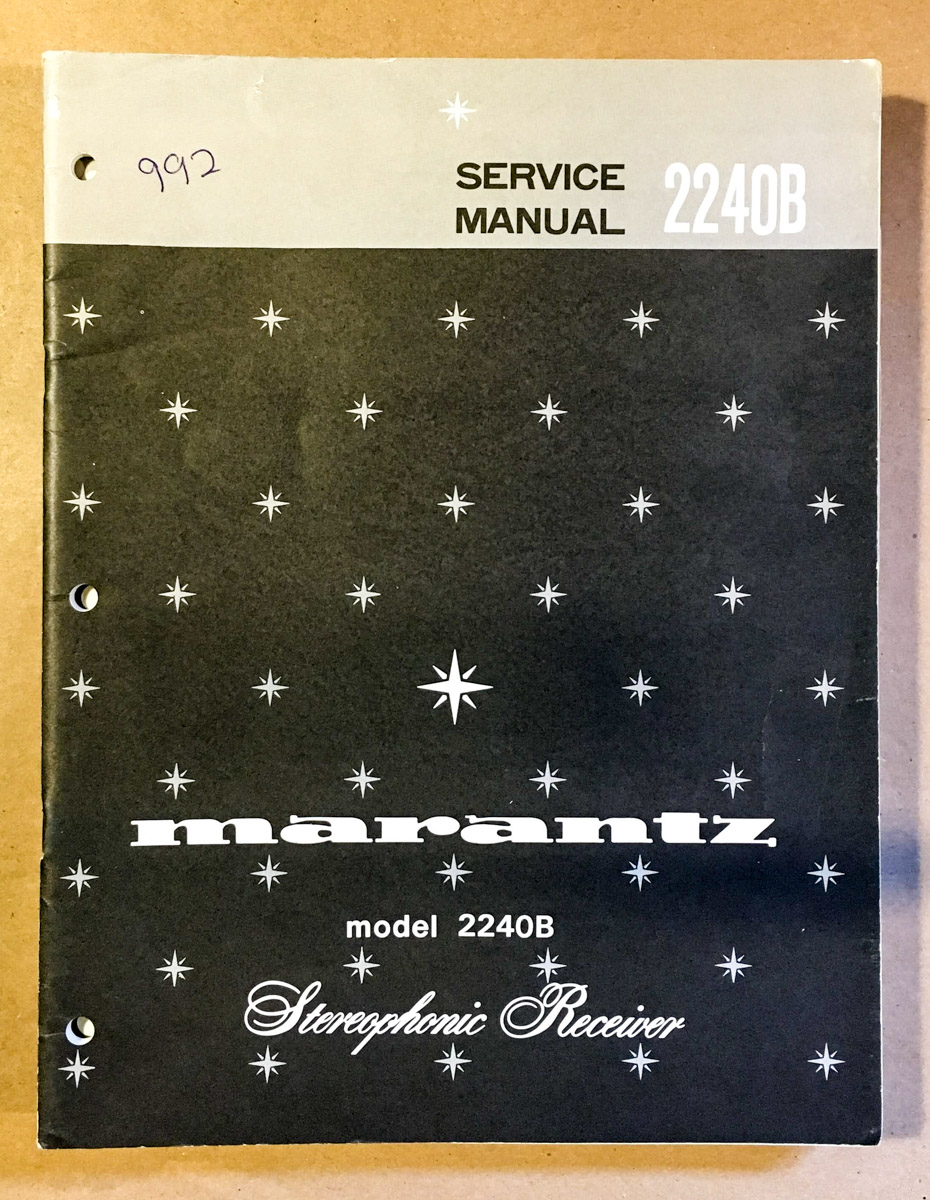 992
SERVICE
MANUAL
2240B
marantz
model 2240B
Stereophonic Receiver